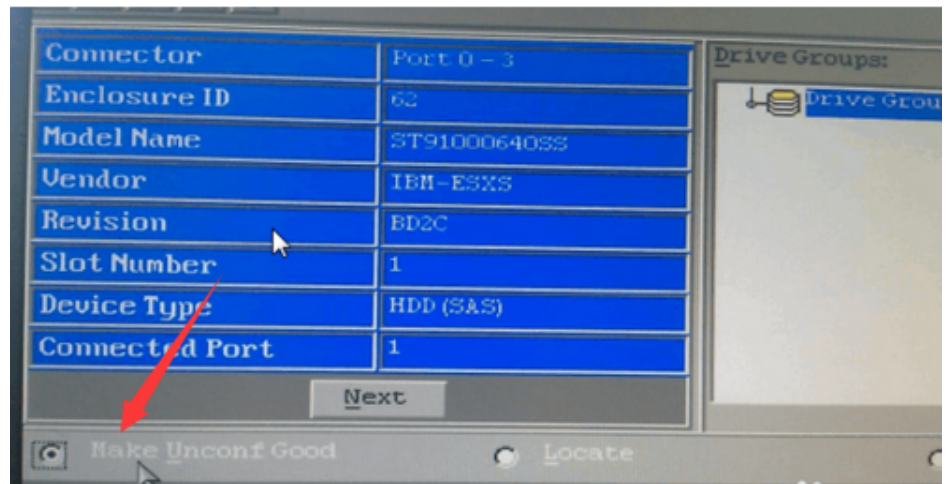 Connector Port 0 - 3
Enclosure ID 62
Model Name ST91000640SS
Vendor IBM-ESXS
Revision BD2C
Slot Number 1
Device Type HDD (SAS)
Connected Port 1
Next
Drive Groups:
Drive Grou
Make Unconf Good
Locate